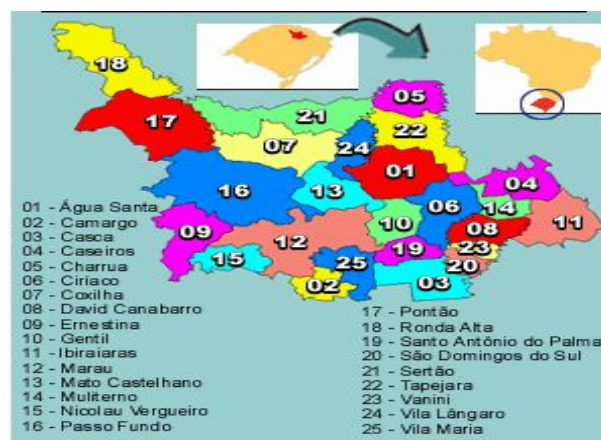 18
05
17
21
22
07
24
01
04
16
13
06
14
09
10
08
11
12
19
23
15
25
20
02
03
01 - Água Santa
02 - Camargo
03 - Casca
04 - Caseiros
05 - Charrua
06 - Ciríaco
07 - Coxilha
08 - David Canabarro
09 - Ernestina
10 - Gentil
11 - Ibiraiaras
12 - Marau
13 - Mato Castelhano
14 - Muliterno
15 - Nicolau Vergueiro
16 - Passo Fundo
17 - Pontão
18 - Ronda Alta
19 - Santo Antônio do Palma
20 - São Domingos do Sul
21 - Sertão
22 - Tapejara
23 - Vanini
24 - Vila Lângaro
25 - Vila Maria